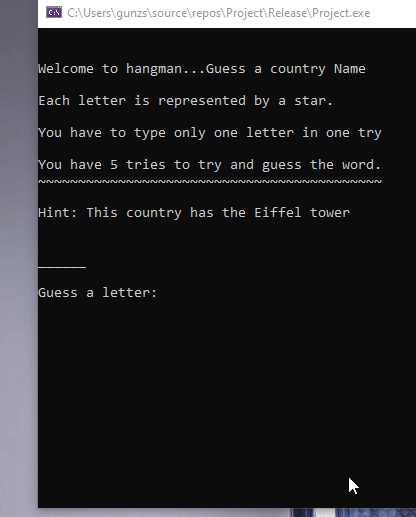 C:\Users\gunzs\source\repos\Project\Release\Project.exe
Welcome to hangman...Guess a country Name
Each letter is represented by a star.
You have to type only one letter in one try
You have 5 tries to try and guess the word.
~~~~~~~~~~~~~~~~~~~~~~~~~~~~~~~~~~~~~~~~~~~
Hint: This country has the Eiffel tower
______
Guess a letter: